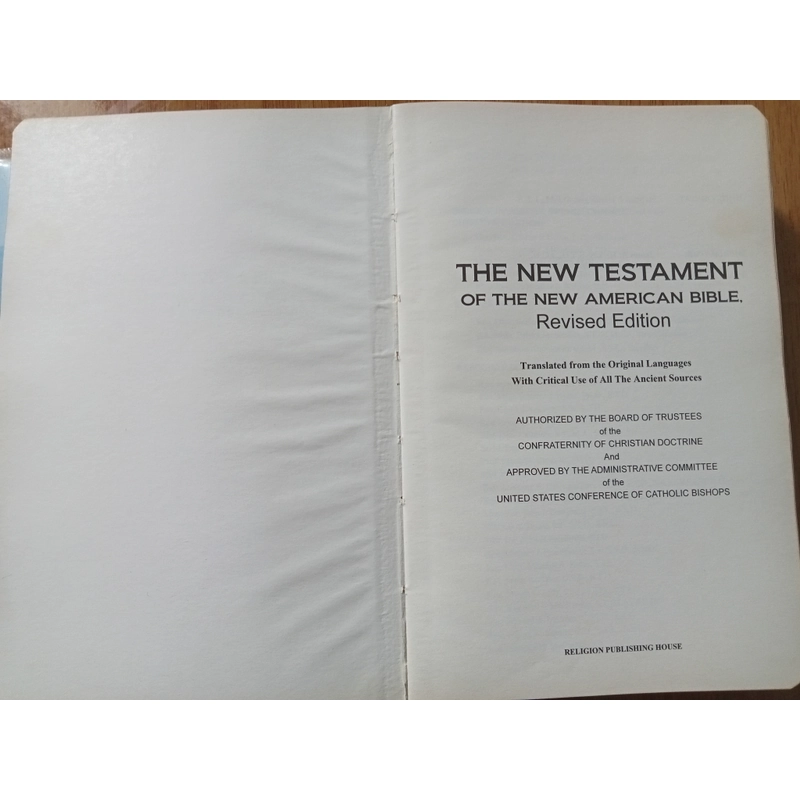 THE NEW TESTAMENT
OF THE NEW AMERICAN BIBLE,
Revised Edition
Translated from the Original Languages
With Critical Use of All The Ancient Sources
AUTHORIZED BY THE BOARD OF TRUSTEES
of the
CONFRATERNITY OF CHRISTIAN DOCTRINE
And
APPROVED BY THE ADMINISTRATIVE COMMITTEE
of the
UNITED STATES CONFERENCE OF CATHOLIC BISHOPS
RELIGION PUBLISHING HOUSE